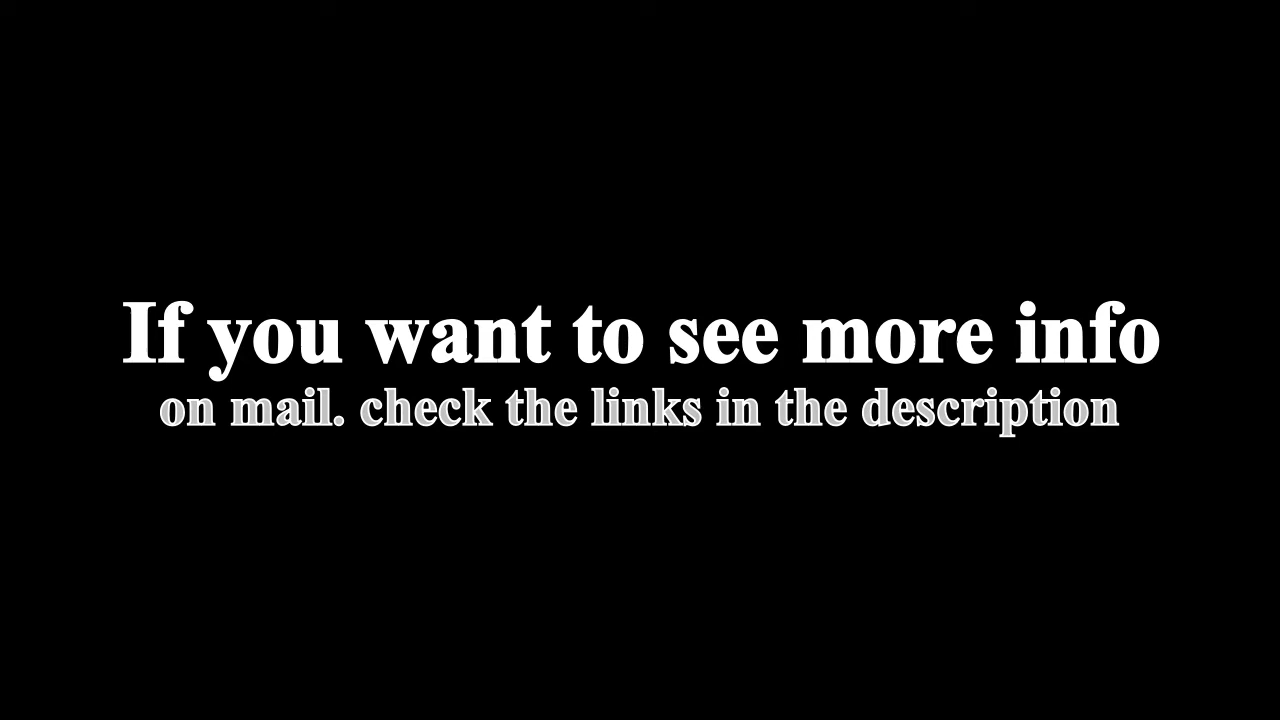 If you want to see more info
on mail. check the links in the description